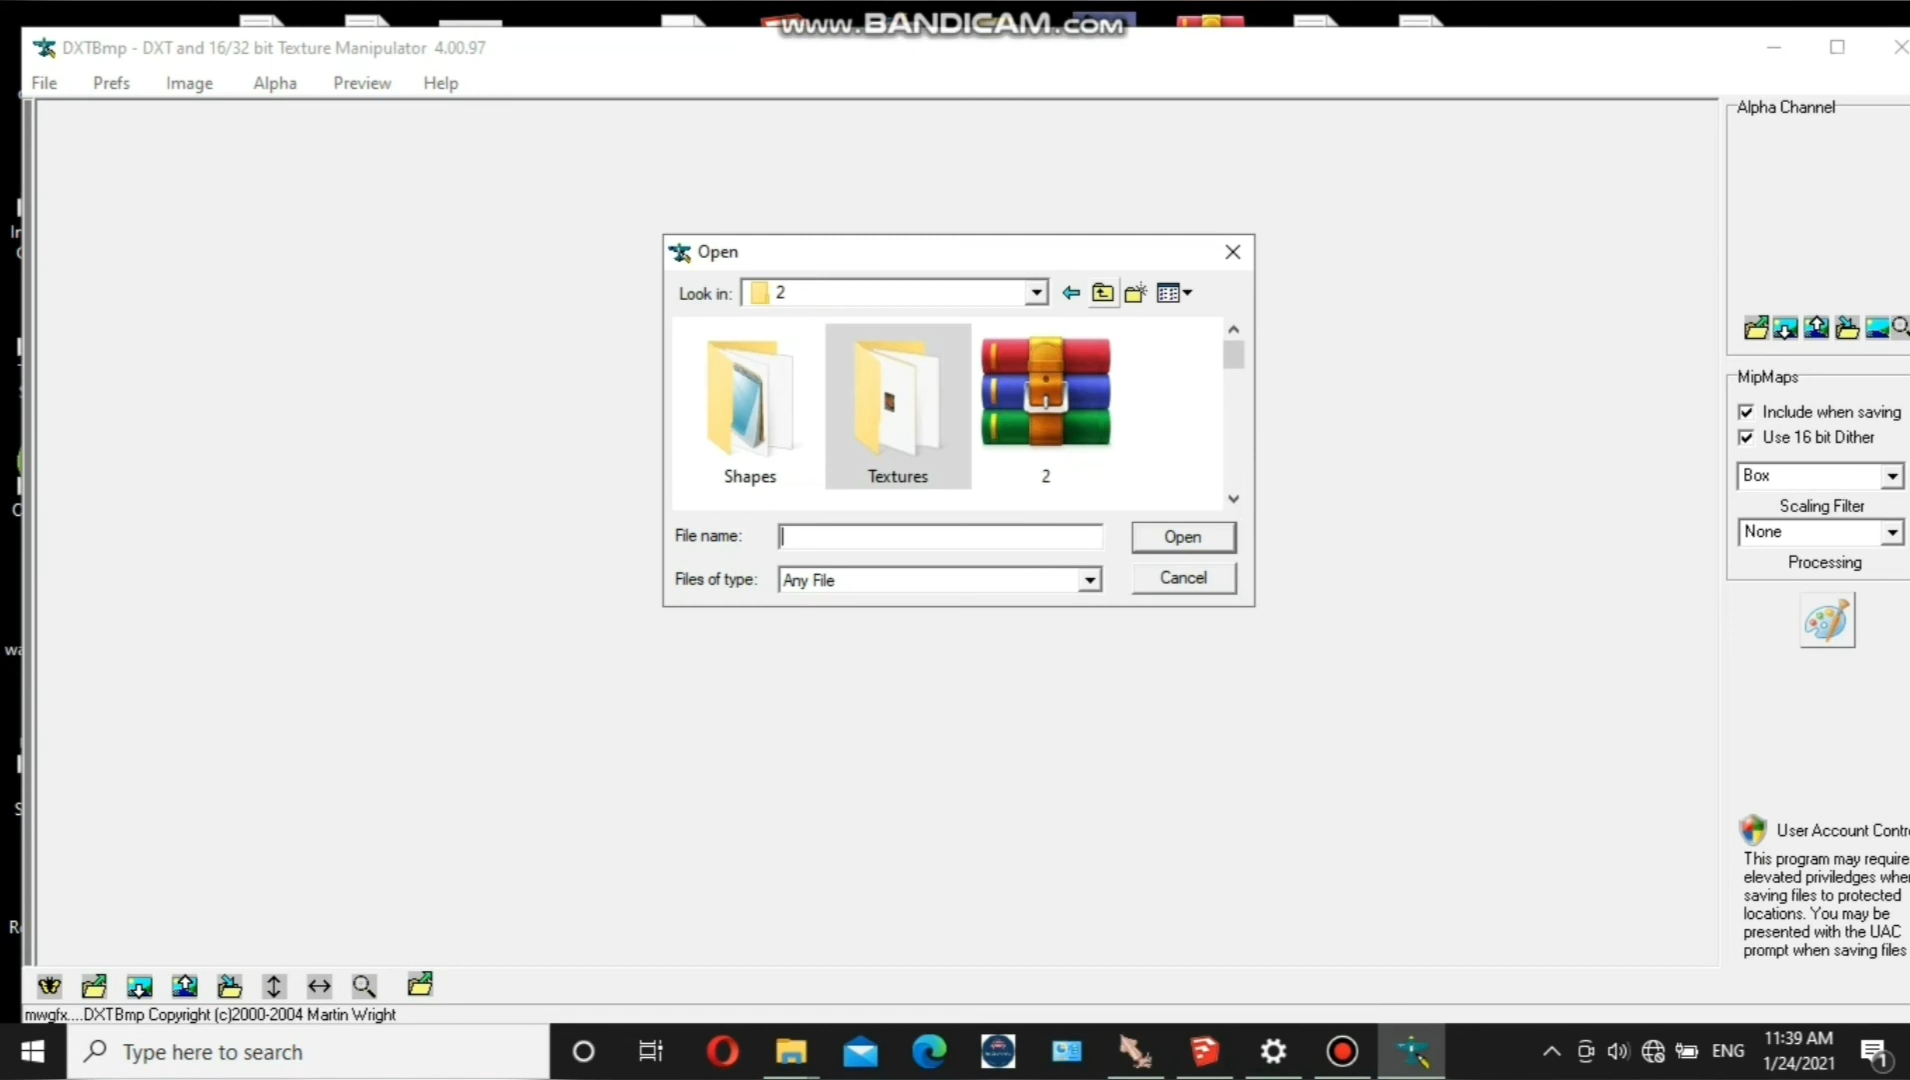 www.BANDICAM.com
DXTBmp - DXT and 16/32 bit Texture Manipulator 4.00.97
File Prefs Image Alpha Preview Help
Alpha Channel
Open
Look in: 2
Shapes Textures 2
File name: Open
Files of type: Any File Cancel
MipMaps
Include when saving
Use 16 bit Dither
Box
Scaling Filter
None
Processing
User Account Contr
This program may require
elevated priviledges when
saving files to protected
locations. You may be
presented with the UAC
prompt when saving files
mwgfx....DXTBmp Copyright (c)2000-2004 Martin Wright
Type here to search
ENG
11:39 AM
1/24/2021
1